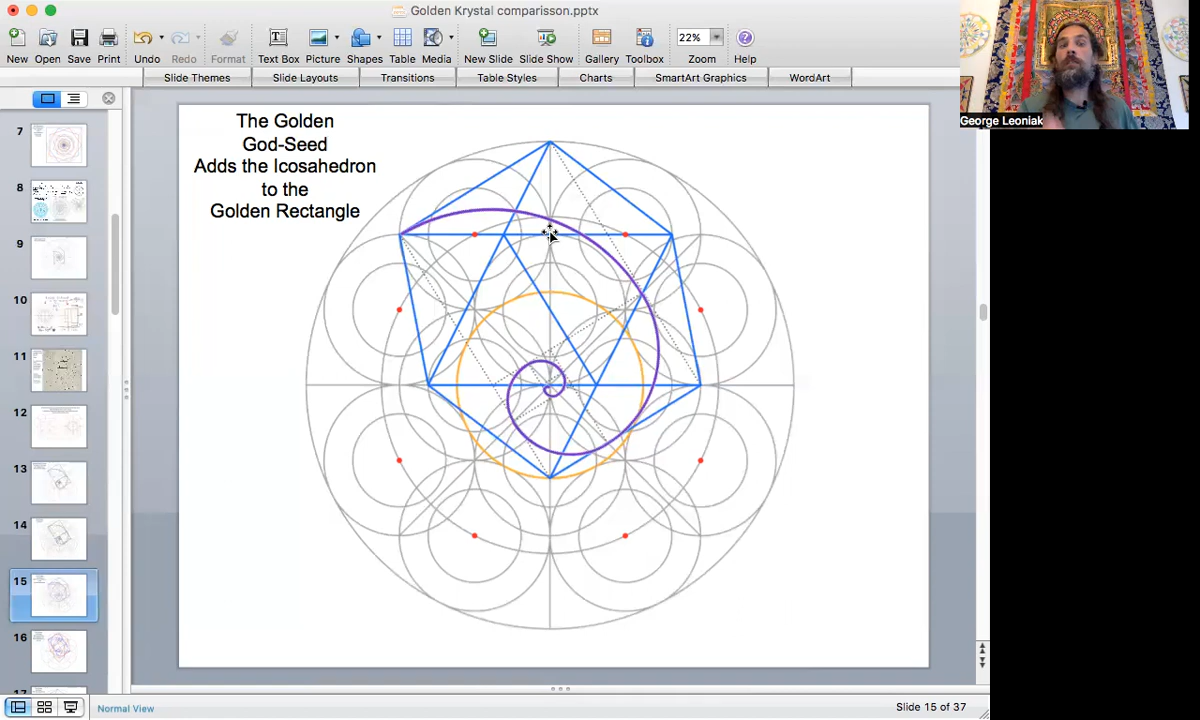 Golden Krystal comparisson.pptx
New Open Save Print Undo Redo Format Text Box Picture Shapes Table Media New Slide Slide Show Gallery Toolbox 22% Zoom Help
Slide Themes Slide Layouts Transitions Table Styles Charts SmartArt Graphics WordArt
George Leoniak
The Golden
God-Seed
Adds the Icosahedron
to the
Golden Rectangle
7
8
9
10
11
12
13
14
15
16
17
Normal View
Slide 15 of 37